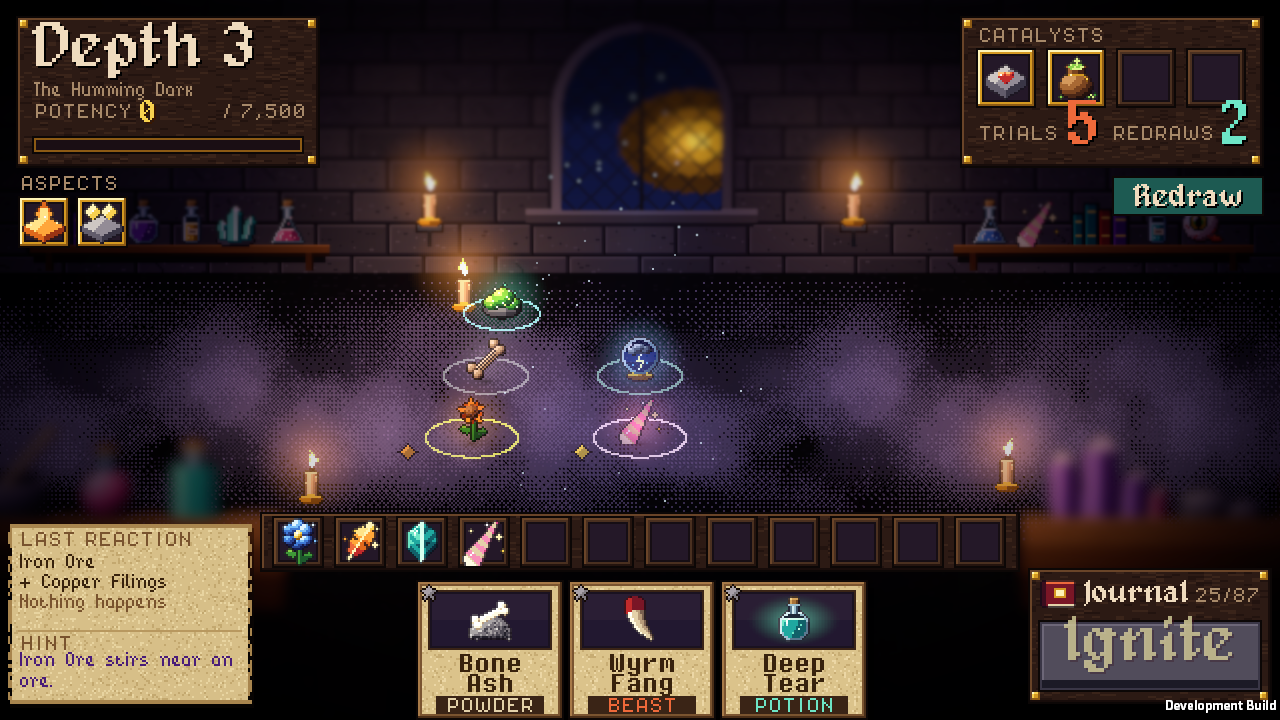 Depth 3
The Humming Dark
POTENCY 0 / 7,500
ASPECTS
CATALYSTS
TRIALS 5 REDRAWS 2
Redraw
LAST REACTION
Iron Ore
+ Copper Filings
Nothing happens
HINT
Iron Ore stirs near an
ore.
Bone
Ash
POWDER
Wyrm
Fang
BEAST
Deep
Tear
POTION
Journal 25/87
Ignite
Development Build